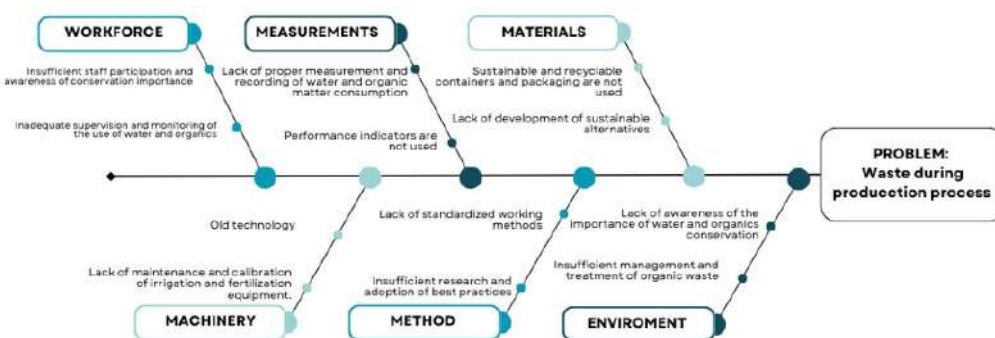 WORKFORCE
Insufficient staff participation and
awareness of conservation importance
Inadequate supervision and monitoring of
the use of water and organics
MEASUREMENTS
Lack of proper measurement and
recording of water and organic
matter consumption
Performance indicators are
not used
MATERIALS
Sustainable and recyclable
containers and packaging are not
used
Lack of development of sustainable
alternatives
PROBLEM:
Waste during
producction process
Old technology
Lack of maintenance and calibration
of irrigation and fertilization
equipment.
MACHINERY
Lack of standardized working
methods
Insufficient research and
adoption of best practices
METHOD
Lack of awareness of the
importance of water and organics
conservation
Insufficient management and
treatment of organic waste
ENVIROMENT